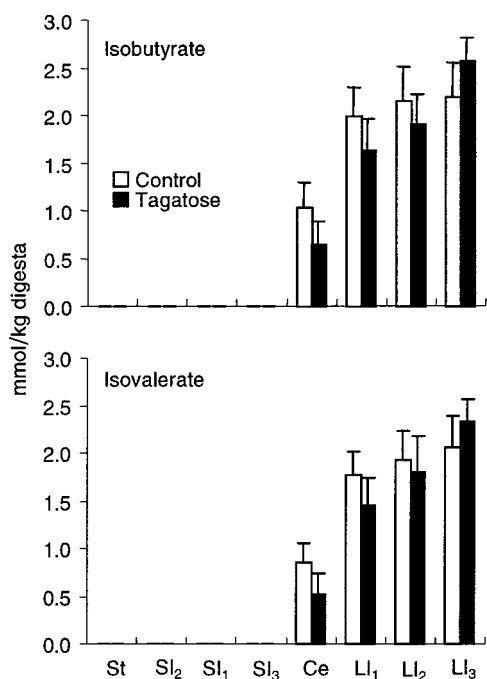 3.0
Isobutyrate
2.5
2.0
Control
1.5
Tagatose
1.0
0.5
0.0
mmol/kg digesta
3.0
Isovalerate
2.5
2.0
1.5
1.0
0.5
0.0
St SI₂ SI₁ SI₃ Ce LI₁ LI₂ LI₃